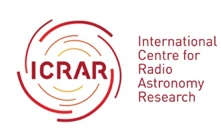 ICRAR
International
Centre for
Radio
Astronomy
Research